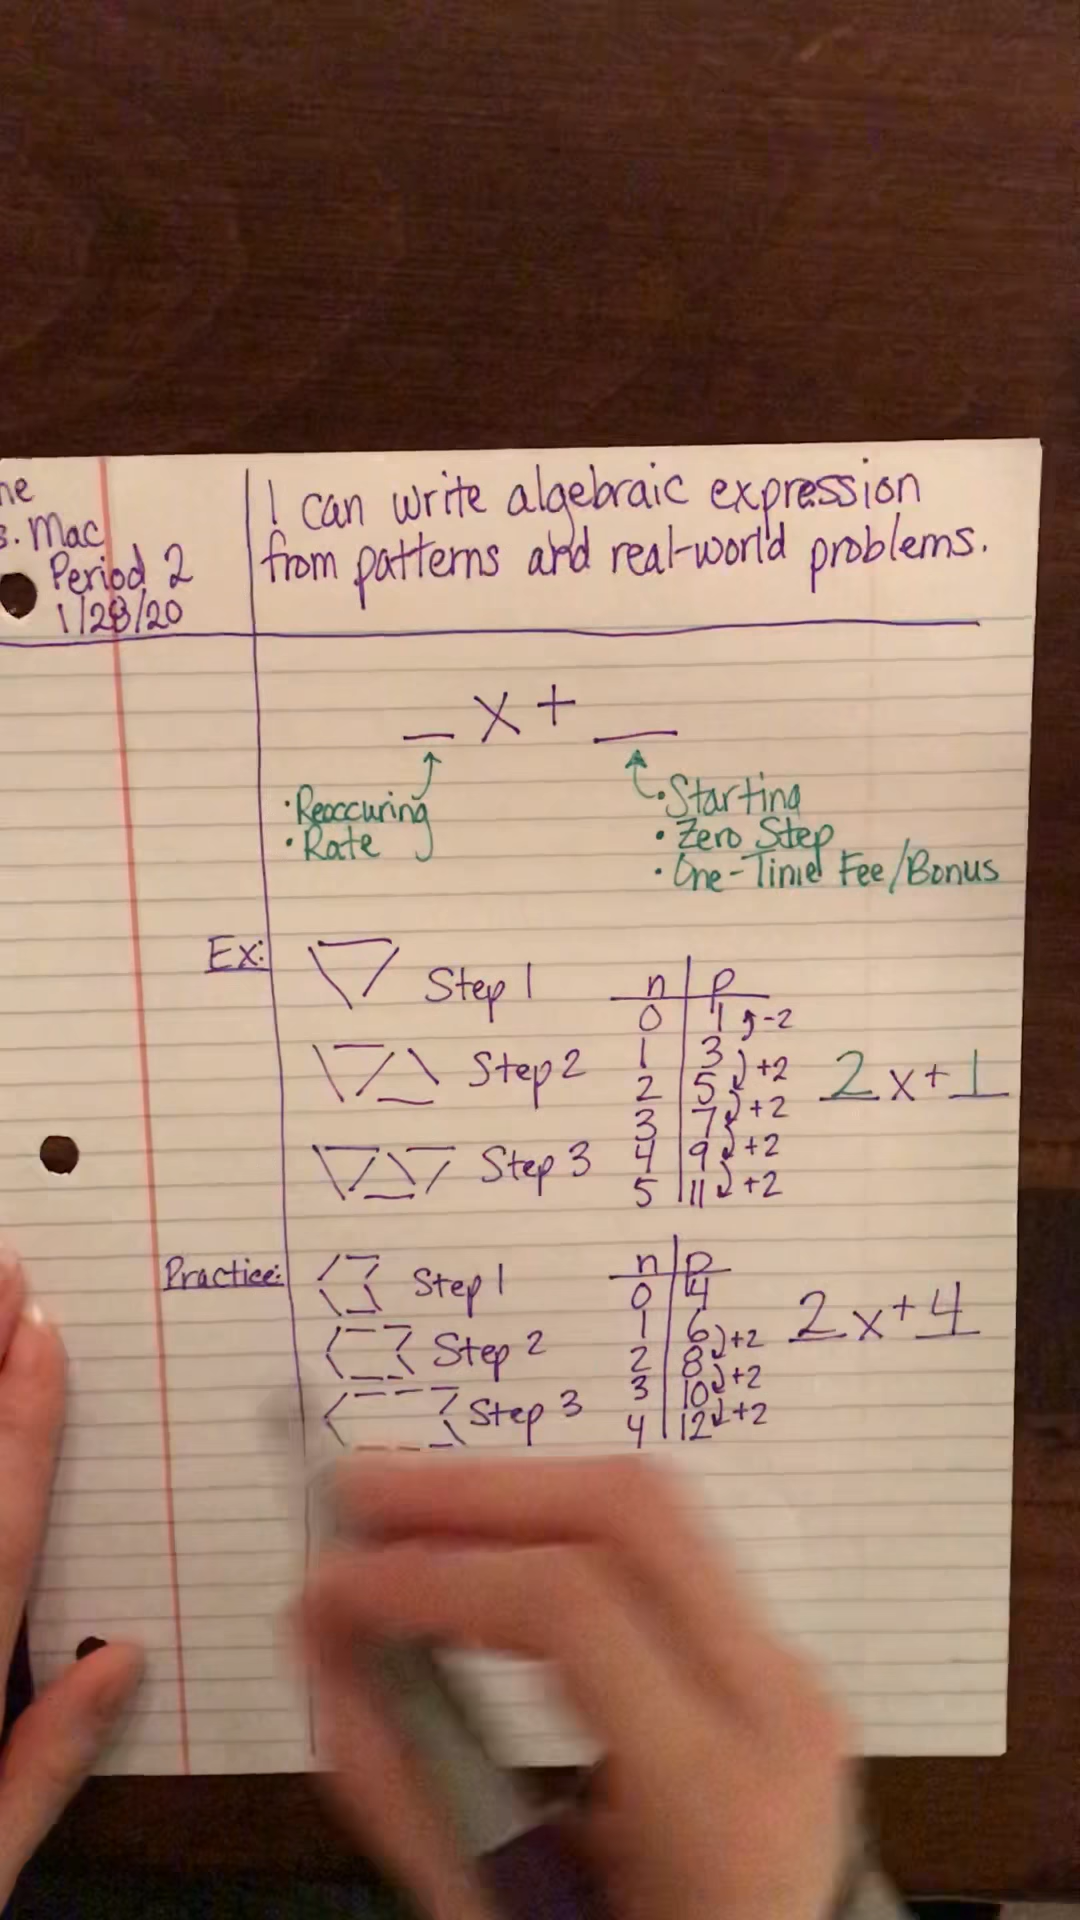 Mac
Period 2
1/28/20
I can write algebraic expression
from patterns and real-world problems.
_ x + _
• Reoccuring
• Rate
• Starting
• Zero Step
• One-Time Fee/Bonus
Ex:
Step 1
Step 2
Step 3
n p
0 1 -2
1 3
2 5 +2
3 7 +2
4 9 +2
5 11 +2
2x+1
Practice:
Step 1
Step 2
Step 3
n p
0 4
1 6
2 8 +2
3 10 +2
4 12 +2
2x+4